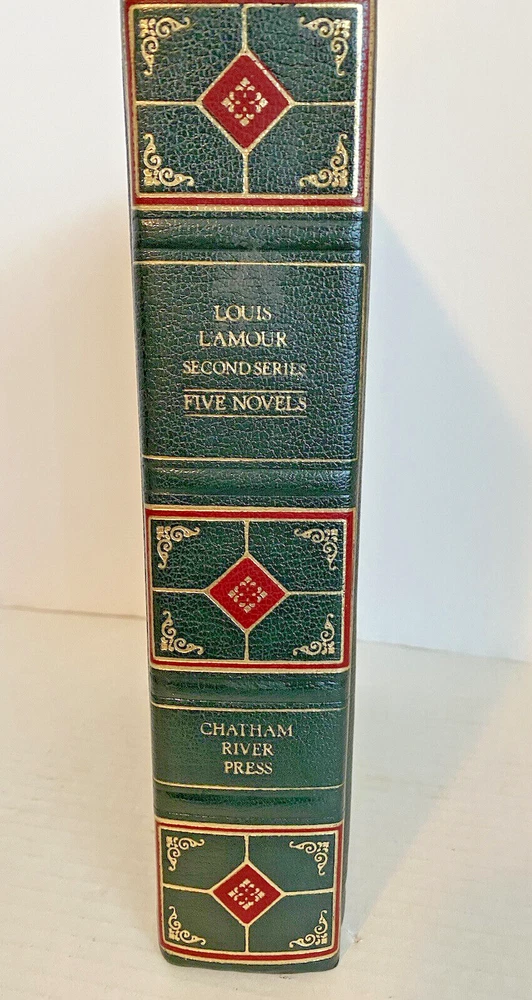 LOUIS
L'AMOUR
SECOND SERIES
FIVE NOVELS
CHATHAM
RIVER
PRESS